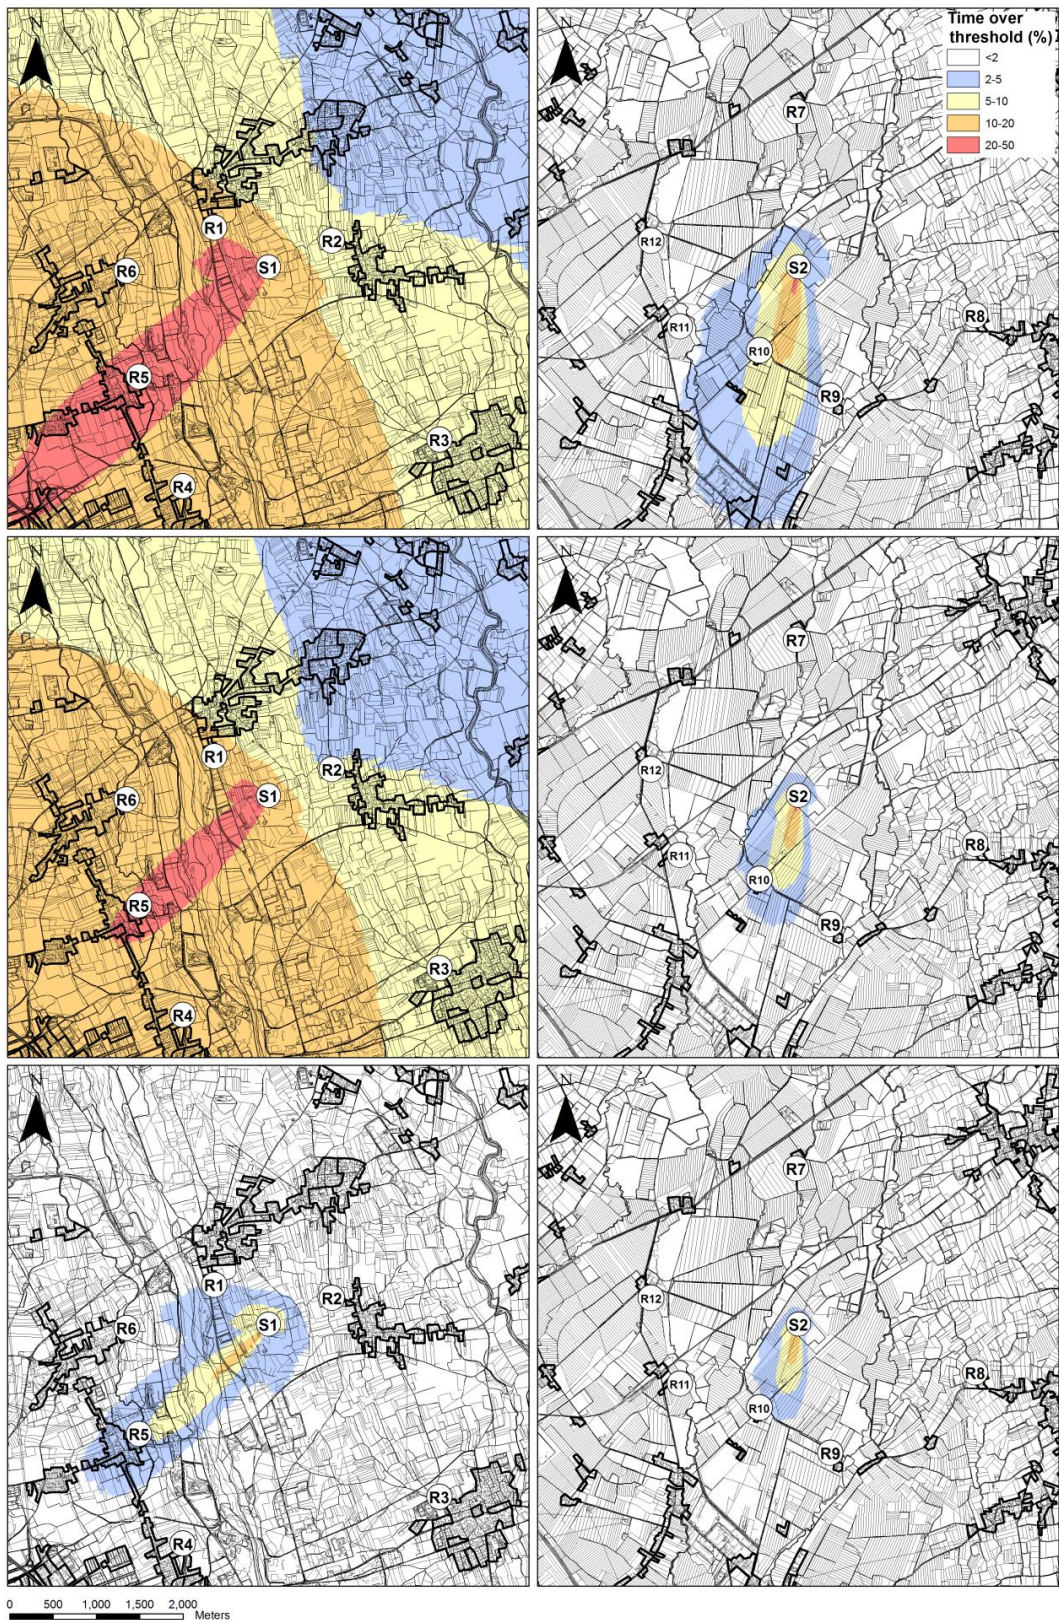 N
R1
R2
S1
R6
R5
R3
R4
N
Time over
threshold (%)
<2
2-5
5-10
10-20
20-50
R7
R12
S2
R11
R8
R10
R9
N
R1
R2
S1
R6
R5
R3
R4
N
R7
R12
S2
R11
R8
R10
R9
N
R1
R2
S1
R6
R5
R3
R4
N
R7
R12
S2
R11
R8
R10
R9
0 500 1,000 1,500 2,000
Meters